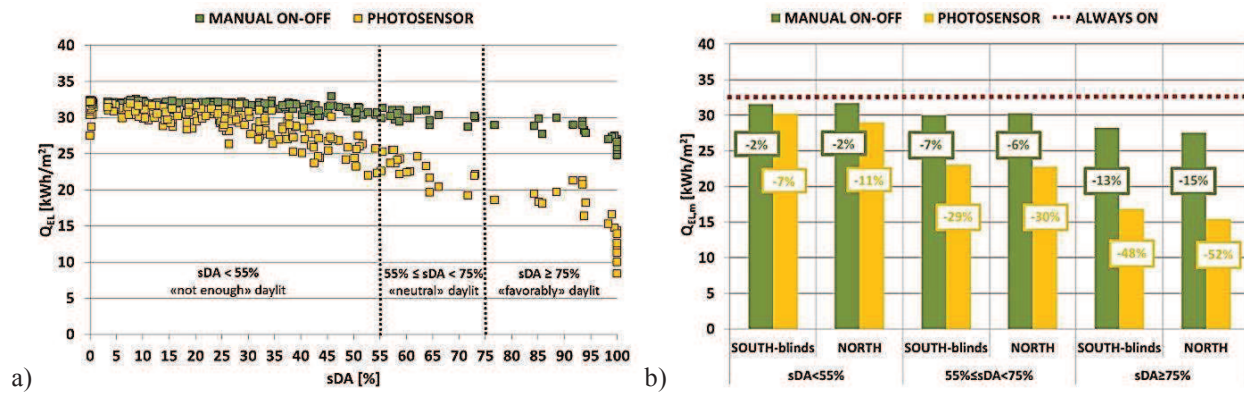 MANUAL ON-OFF PHOTOSENSOR
40
35
30
25
20
15
10
5
0
Q_EL [kWh/m²]
sDA < 55%
«not enough» daylit
55% ≤ sDA < 75%
«neutral» daylit
sDA ≥ 75%
«favorably» daylit
0 5 10 15 20 25 30 35 40 45 50 55 60 65 70 75 80 85 90 95 100
sDA [%]
a)
MANUAL ON-OFF PHOTOSENSOR ALWAYS ON
40
35
30
25
20
15
10
5
0
Q_EL,m [kWh/m²]
-2% -2% -7% -6% -13% -15%
-7% -11% -29% -30% -48% -52%
SOUTH-blinds NORTH SOUTH-blinds NORTH SOUTH-blinds NORTH
sDA<55% 55%≤sDA<75% sDA≥75%
b)